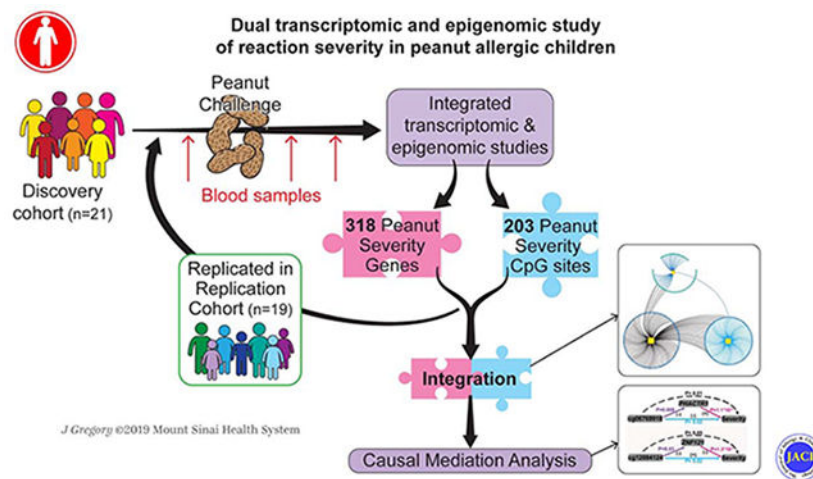 Dual transcriptomic and epigenomic study
of reaction severity in peanut allergic children
Peanut
Challenge
Blood samples
Discovery
cohort (n=21)
Integrated
transcriptomic &
epigenomic studies
318 Peanut
Severity
Genes
203 Peanut
Severity
CpG sites
Replicated in
Replication
Cohort (n=19)
Integration
Causal Mediation Analysis
PHACTR1
Severity
ZNF121
Severity
J Gregory ©2019 Mount Sinai Health System
JACI